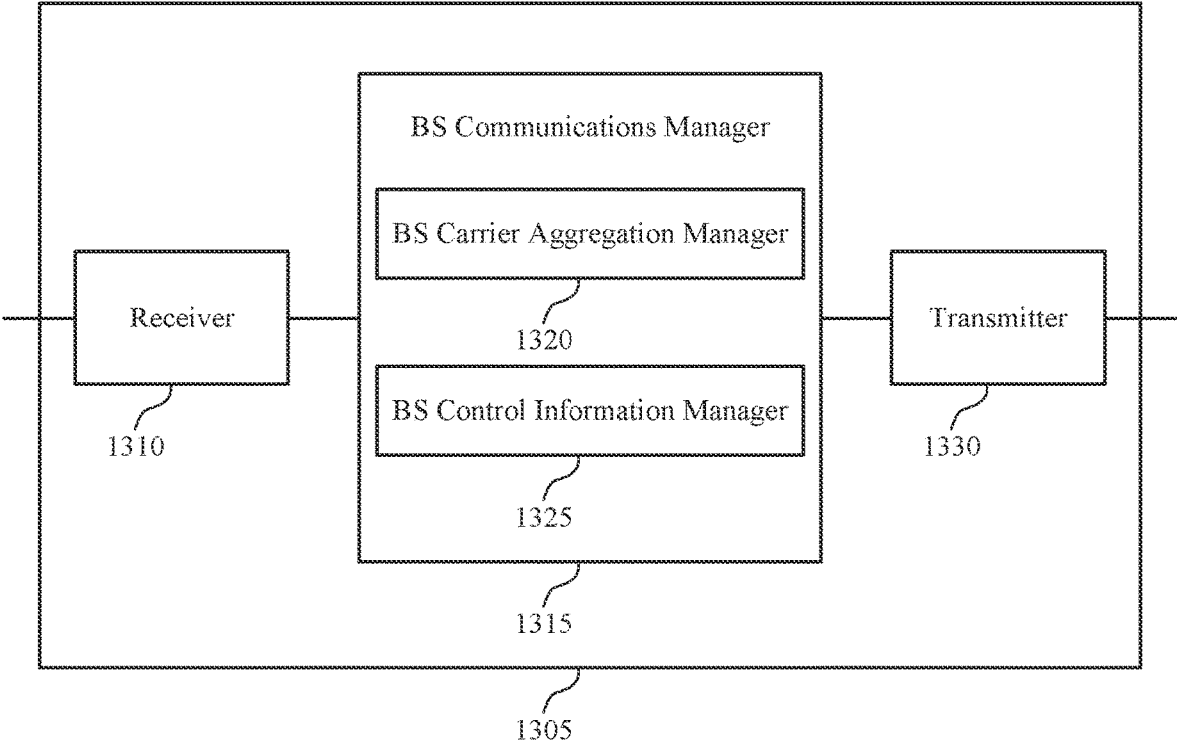 BS Communications Manager
BS Carrier Aggregation Manager
1320
Receiver
1310
Transmitter
1330
BS Control Information Manager
1325
1315
1305